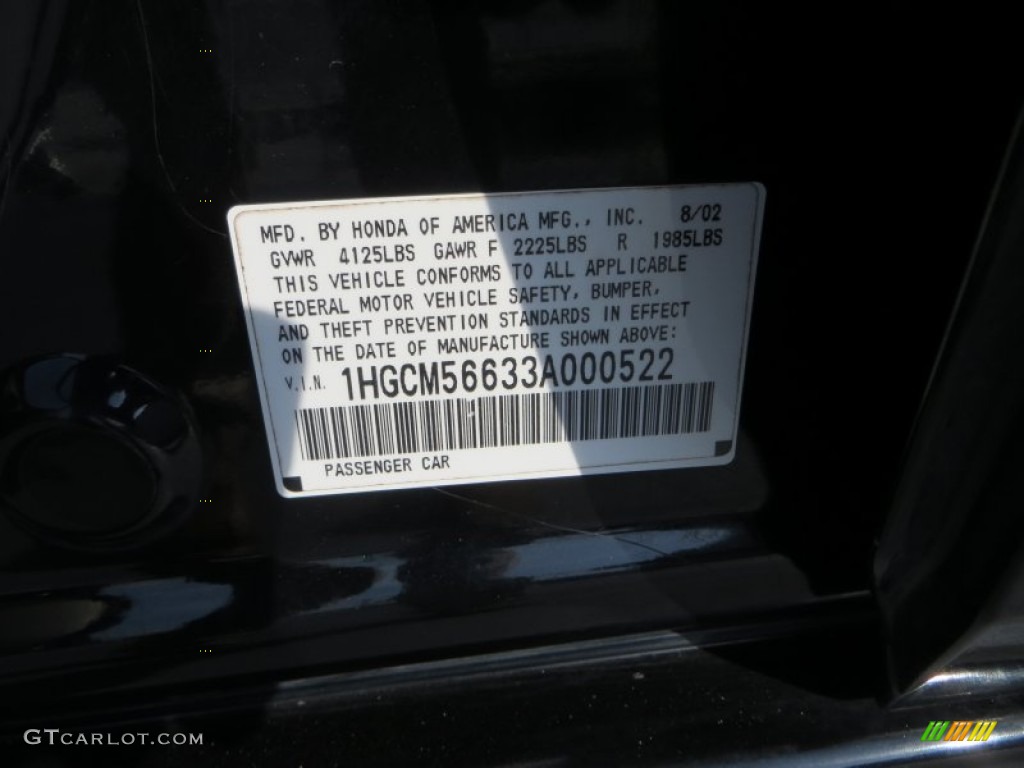 MFD. BY HONDA OF AMERICA MFG., INC. 8/02
GVWR 4125LBS GAWR F 2225LBS R 1985LBS
THIS VEHICLE CONFORMS TO ALL APPLICABLE
FEDERAL MOTOR VEHICLE SAFETY, BUMPER,
AND THEFT PREVENTION STANDARDS IN EFFECT
ON THE DATE OF MANUFACTURE SHOWN ABOVE:
V.I.N. 1HGCM56633A000522
PASSENGER CAR
GTCARLOT.COM